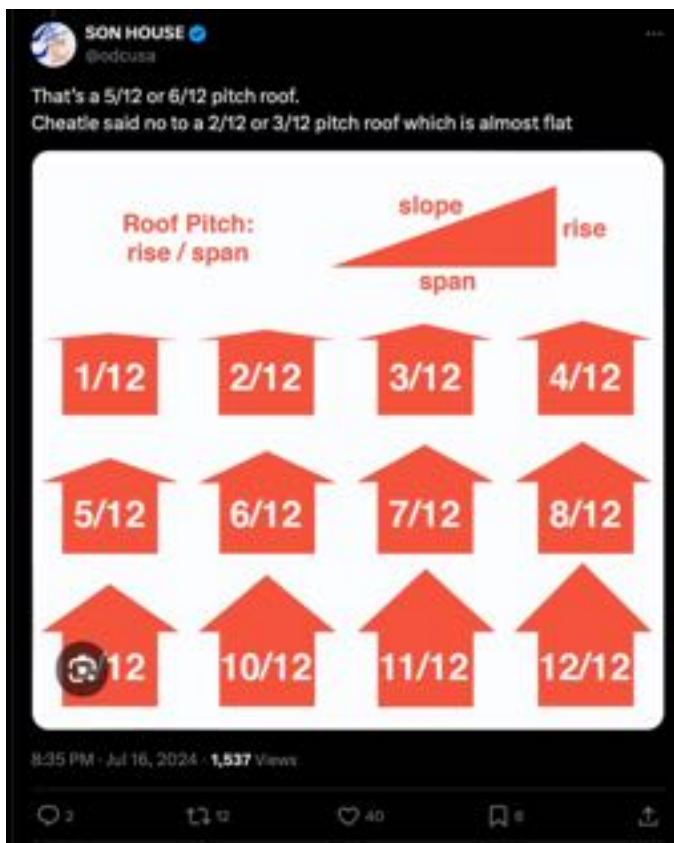 SON HOUSE
@odcusa
That's a 5/12 or 6/12 pitch roof.
Cheatle said no to a 2/12 or 3/12 pitch roof which is almost flat
Roof Pitch:
rise / span
slope
rise
span
1/12 2/12 3/12 4/12
5/12 6/12 7/12 8/12
/12 10/12 11/12 12/12
8:35 PM · Jul 16, 2024 · 1,537 Views
2 12 40 8